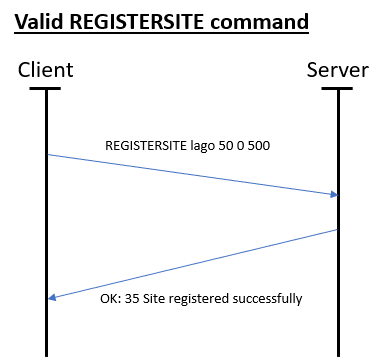 Valid REGISTERSITE command
Client
Server
REGISTERSITE lago 50 0 500
OK: 35 Site registered successfully